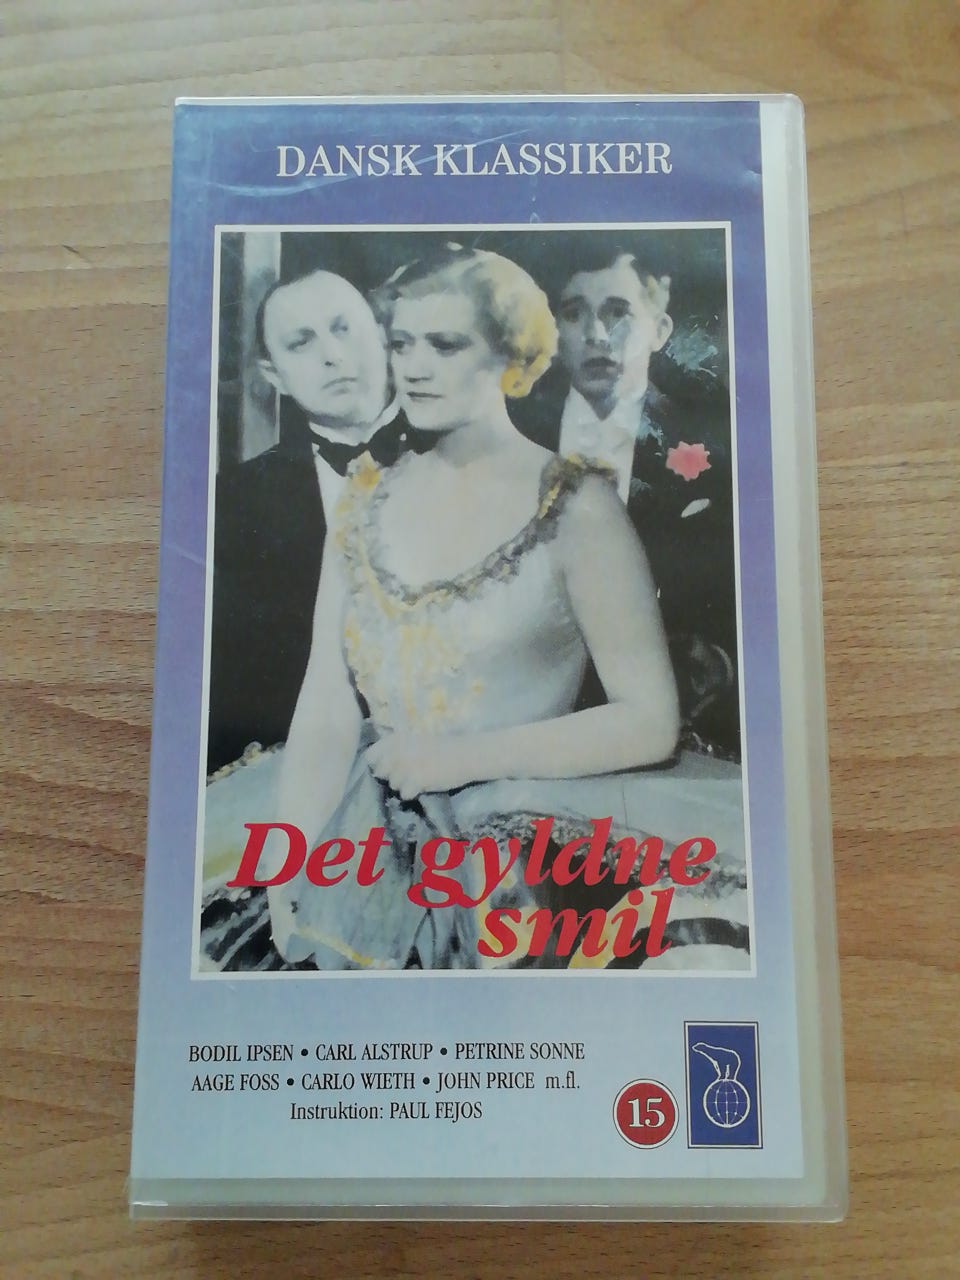 DANSK KLASSIKER
Det gyldne
smil
BODIL IPSEN • CARL ALSTRUP • PETRINE SONNE
AAGE FOSS • CARLO WIETH • JOHN PRICE m.fl.
Instruktion: PAUL FEJOS
15